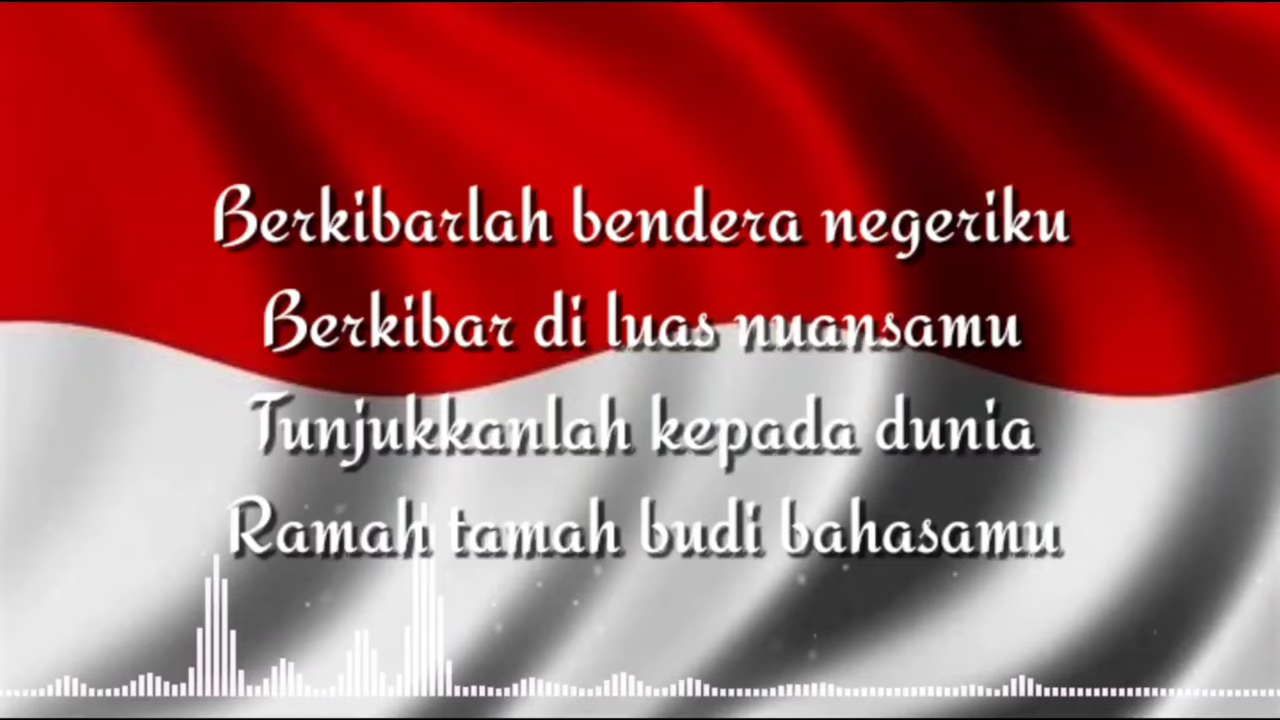 Berkibarlah bendera negeriku
Berkibar di luas nuansamu
Tunjukkanlah kepada dunia
Ramah tamah budi bahasamu